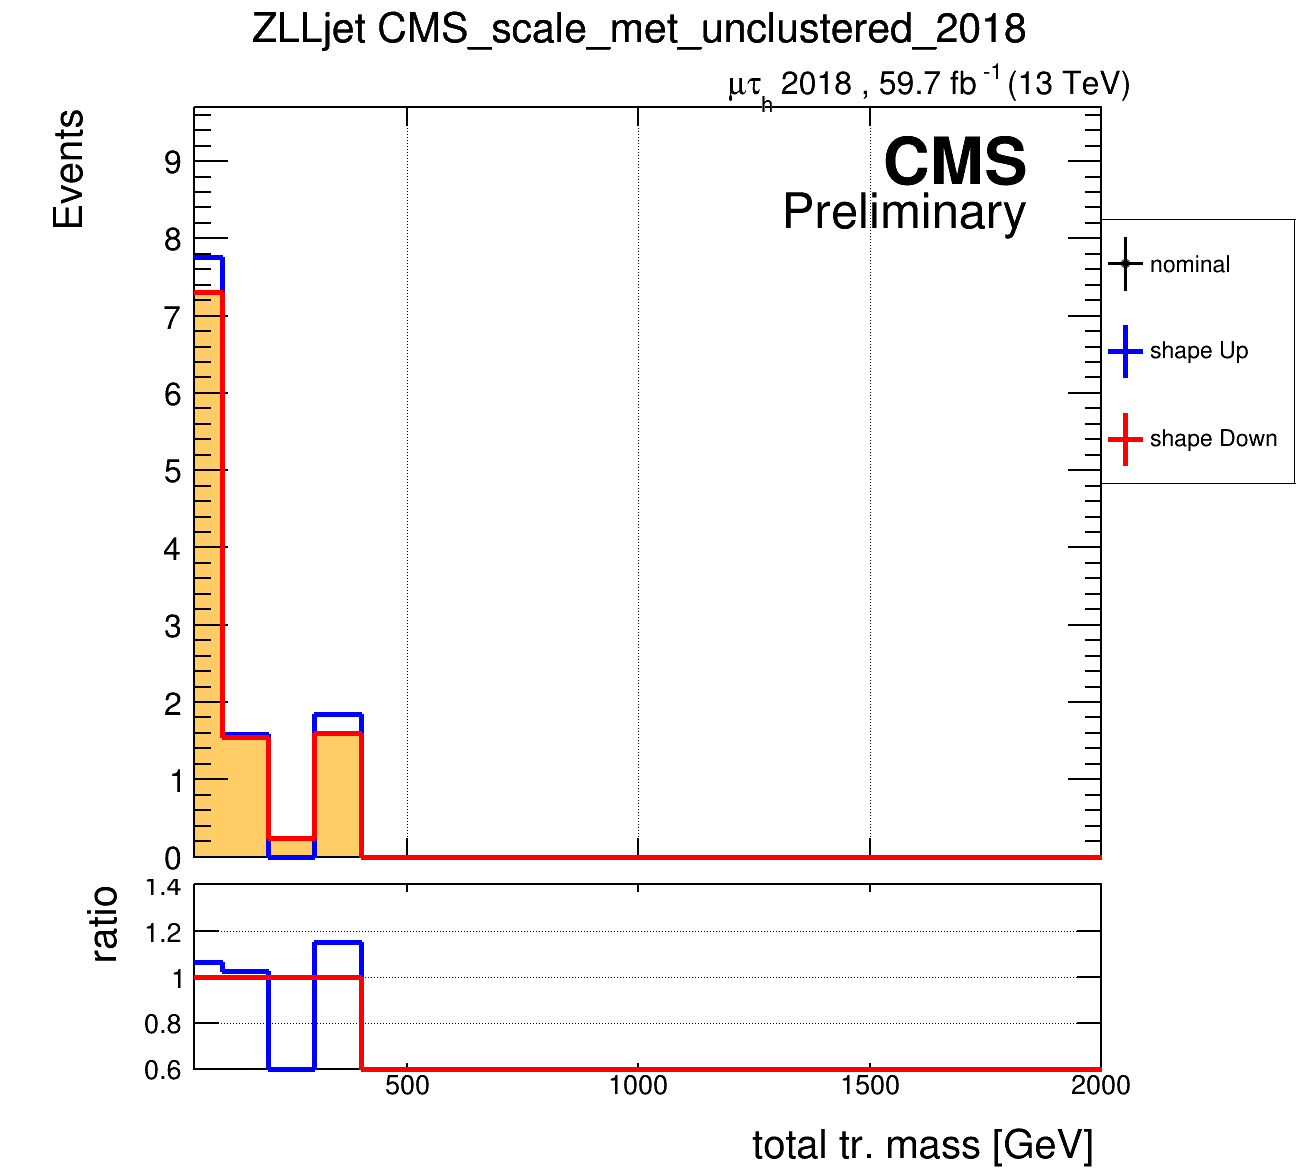 ZLLjet CMS_scale_met_unclustered_2018
μτh 2018 , 59.7 fb-1 (13 TeV)
Events
CMS
Preliminary
9
8
7
6
5
4
3
2
1
0
nominal
shape Up
shape Down
ratio
1.4
1.2
1
0.8
0.6
500 1000 1500 2000
total tr. mass [GeV]